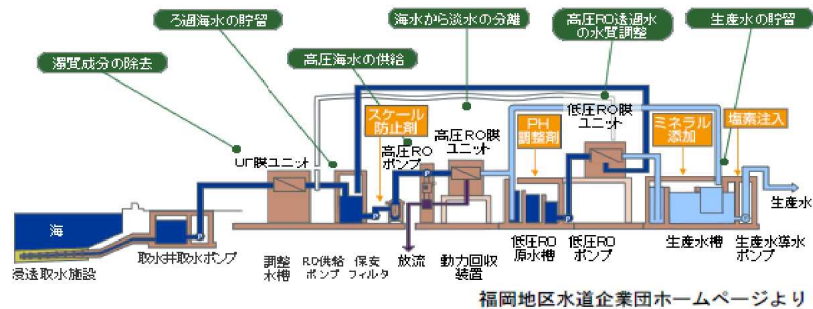 ろ過海水の貯留
海水から淡水の分離
高圧RO透過水
の水質調整
生産水の貯留
濁質成分の除去
高圧海水の供給
スケール
防止剤
低圧RO膜
ユニット
PH
調整剤
ミネラル
添加
塩素注入
高圧RO
ポンプ
高圧RO膜
ユニット
UF膜ユニット
生産水
海
浸透取水施設
取水井取水ポンプ
調整
水槽
RO供給
ポンプ
保安
フィルタ
放流
動力回収
装置
低圧RO
原水槽
低圧RO
ポンプ
生産水槽
生産水導水
ポンプ
P
P
P
P
P
福岡地区水道企業団ホームページより